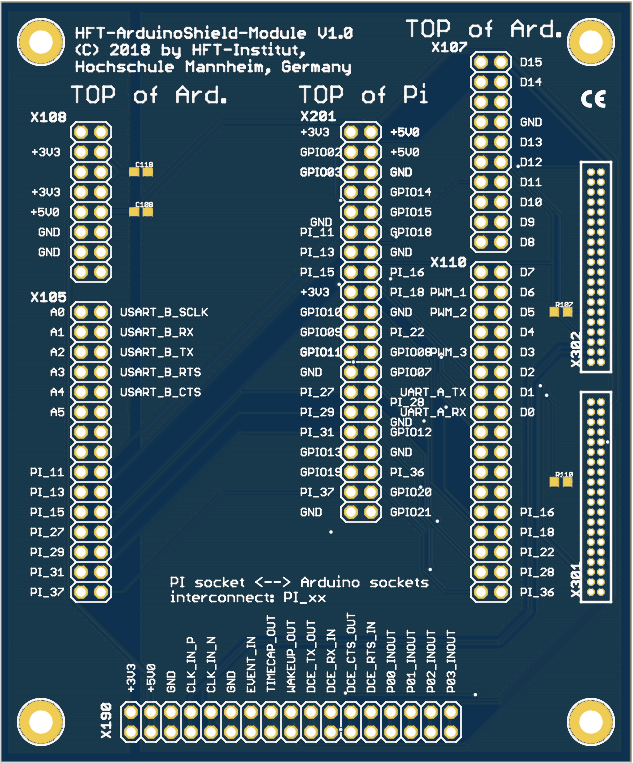 HFT-ArduinoShield-Module V1.0
(C) 2018 by HFT-Institut,
Hochschule Mannheim, Germany
TOP of Ard.
X107
D15
D14
GND
D13
D12
D11
D10
D9
D8
TOP of Ard.
X108
+3V3
+3V3
+5V0
GND
GND
C118
C108
TOP of Pi
X201
+3V3 +5V0
GPIO02 +5V0
GPIO03 GND
GPIO14
GPIO15
GND
PI_11 GPIO18
PI_13 GND
PI_15 PI_16
+3V3 PI_18
GPIO10 GND
GPIO09 PI_22
GPIO11 GPIO08
GND GPIO07
PI_27 PI_28
PI_29 GND
PI_31 GPIO12
GPIO13 GND
GPIO19 PI_36
PI_37 GPIO20
GND GPIO21
X110
D7
PWM_1 D6
PWM_2 D5
D4
PWM_3 D3
D2
UART_A_TX D1
UART_A_RX D0
PI_16
PI_18
PI_22
PI_28
PI_36
CE
R107
X302
R110
X301
X105
A0 USART_B_SCLK
A1 USART_B_RX
A2 USART_B_TX
A3 USART_B_RTS
A4 USART_B_CTS
A5
PI_11
PI_13
PI_15
PI_27
PI_29
PI_31
PI_37
PI socket <--> Arduino sockets
interconnect: PI_xx
X190
+3V3
+5V0
GND
CLK_IN_P
CLK_IN_N
GND
EVENT_IN
TIMECAP_OUT
WAKEUP_OUT
DCE_TX_OUT
DCE_RX_IN
DCE_CTS_OUT
DCE_RTS_IN
P00_INOUT
P01_INOUT
P02_INOUT
P03_INOUT